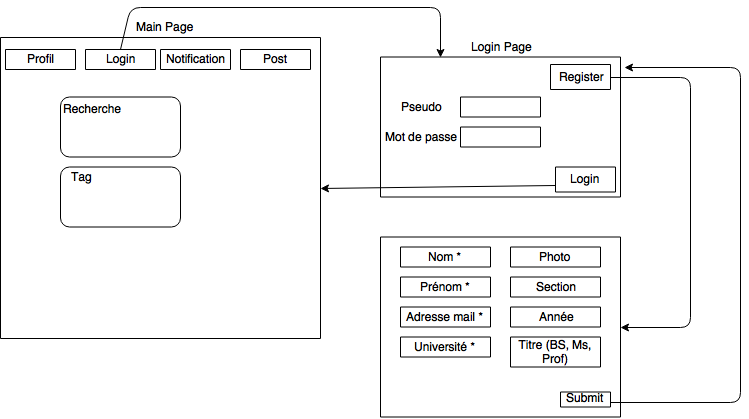 Main Page
Profil
Login
Notification
Post
Recherche
Tag
Login Page
Register
Pseudo
Mot de passe
Login
Nom *
Photo
Prénom *
Section
Adresse mail *
Année
Université *
Titre (BS, Ms,
Prof)
Submit